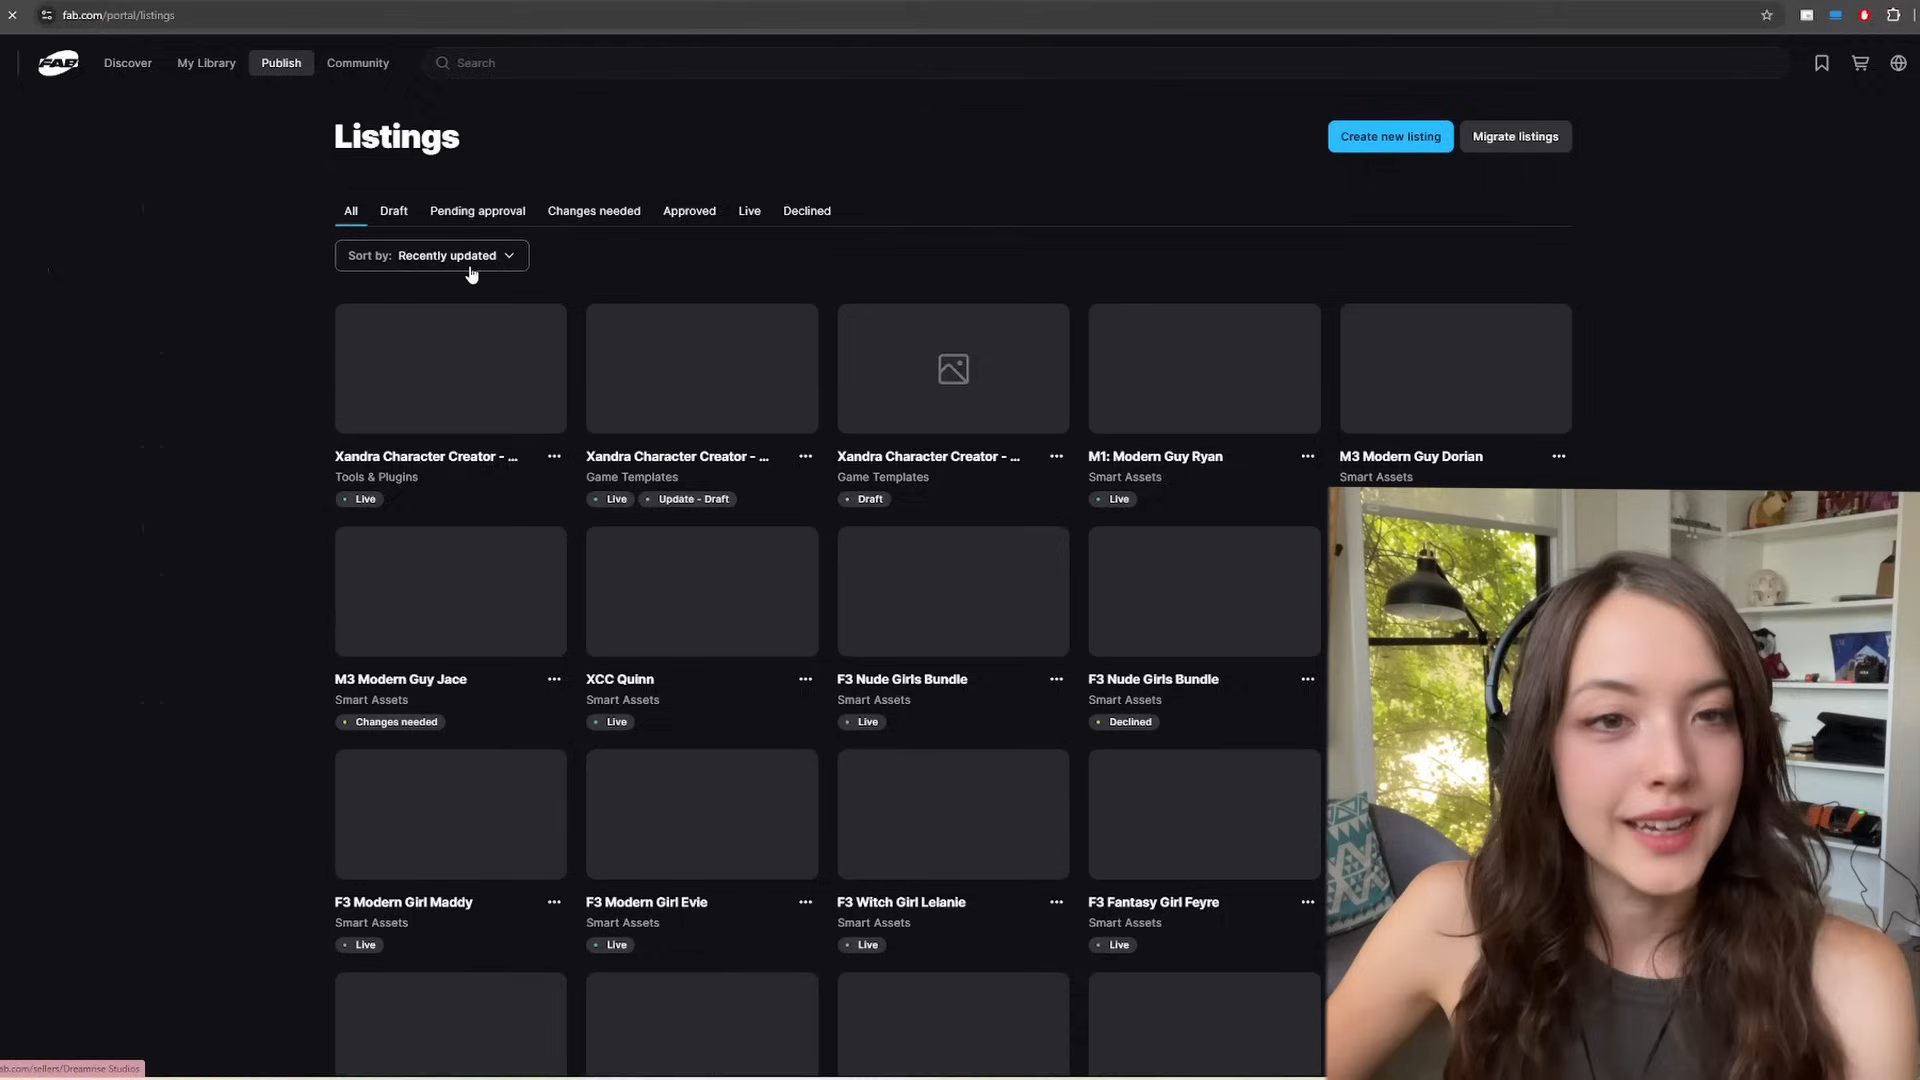 fab.com/portal/listings
FAB
Discover
My Library
Publish
Community
Search
Listings
Create new listing
Migrate listings
All
Draft
Pending approval
Changes needed
Approved
Live
Declined
Sort by: Recently updated
Xandra Character Creator - ...
Tools & Plugins
Live
Xandra Character Creator - ...
Game Templates
Live
Update - Draft
Xandra Character Creator - ...
Game Templates
Draft
M1: Modern Guy Ryan
Smart Assets
Live
M3 Modern Guy Dorian
Smart Assets
M3 Modern Guy Jace
Smart Assets
Changes needed
XCC Quinn
Smart Assets
Live
F3 Nude Girls Bundle
Smart Assets
Live
F3 Nude Girls Bundle
Smart Assets
Declined
F3 Modern Girl Maddy
Smart Assets
Live
F3 Modern Girl Evie
Smart Assets
Live
F3 Witch Girl Lelanie
Smart Assets
Live
F3 Fantasy Girl Feyre
Smart Assets
Live
ab.com/sellers/Dreamrise Studios